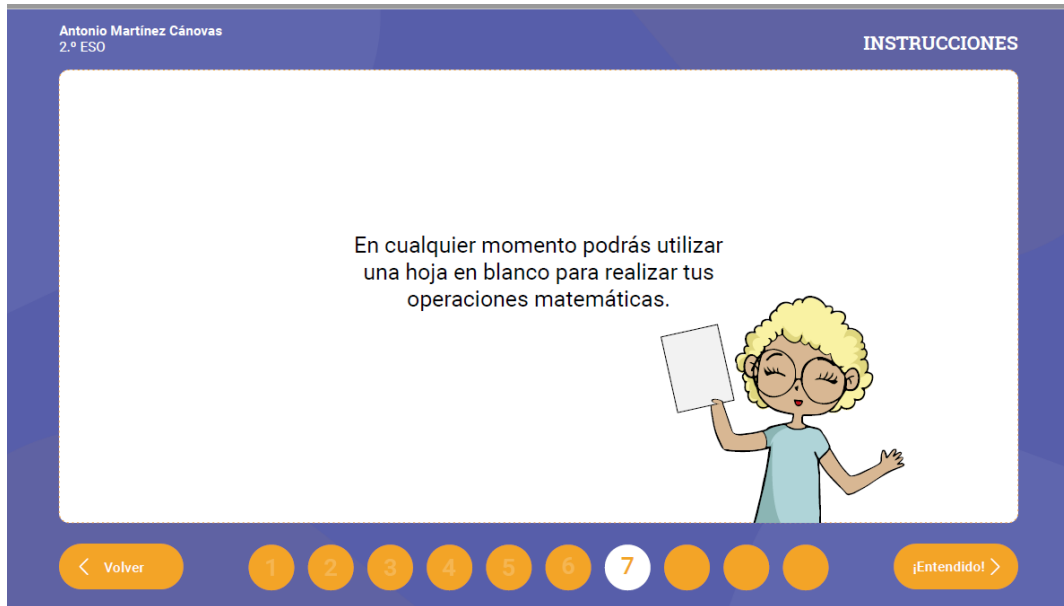 Antonio Martínez Cánovas
2.º ESO
INSTRUCCIONES
En cualquier momento podrás utilizar
una hoja en blanco para realizar tus
operaciones matemáticas.
Volver
1 2 3 4 5 6 7
¡Entendido!